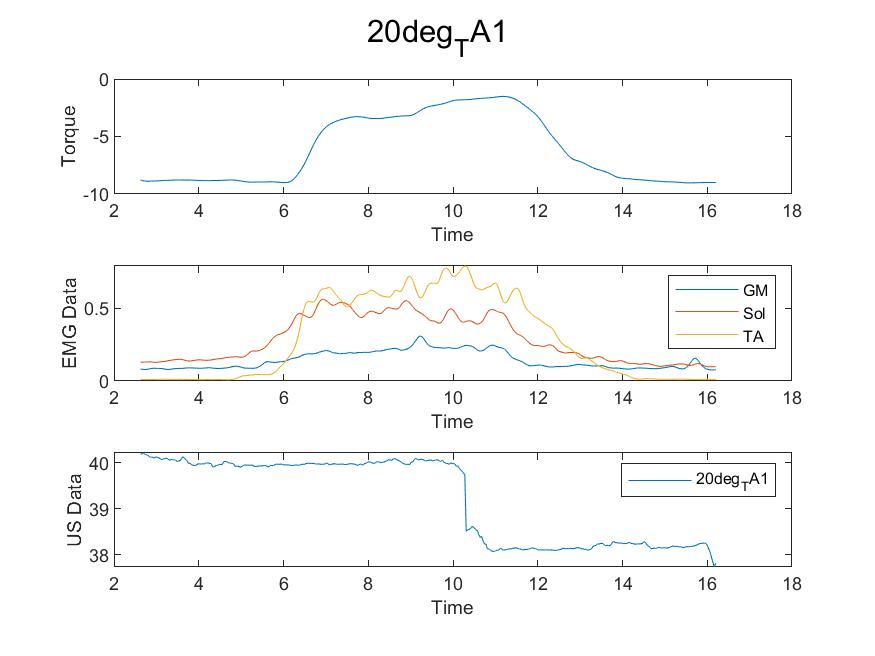 20deg_TA1
0
-5
-10
Torque
2 4 6 8 10 12 14 16 18
Time
0.5
0
EMG Data
GM
Sol
TA
2 4 6 8 10 12 14 16 18
Time
40
39
38
US Data
20deg_TA1
2 4 6 8 10 12 14 16 18
Time